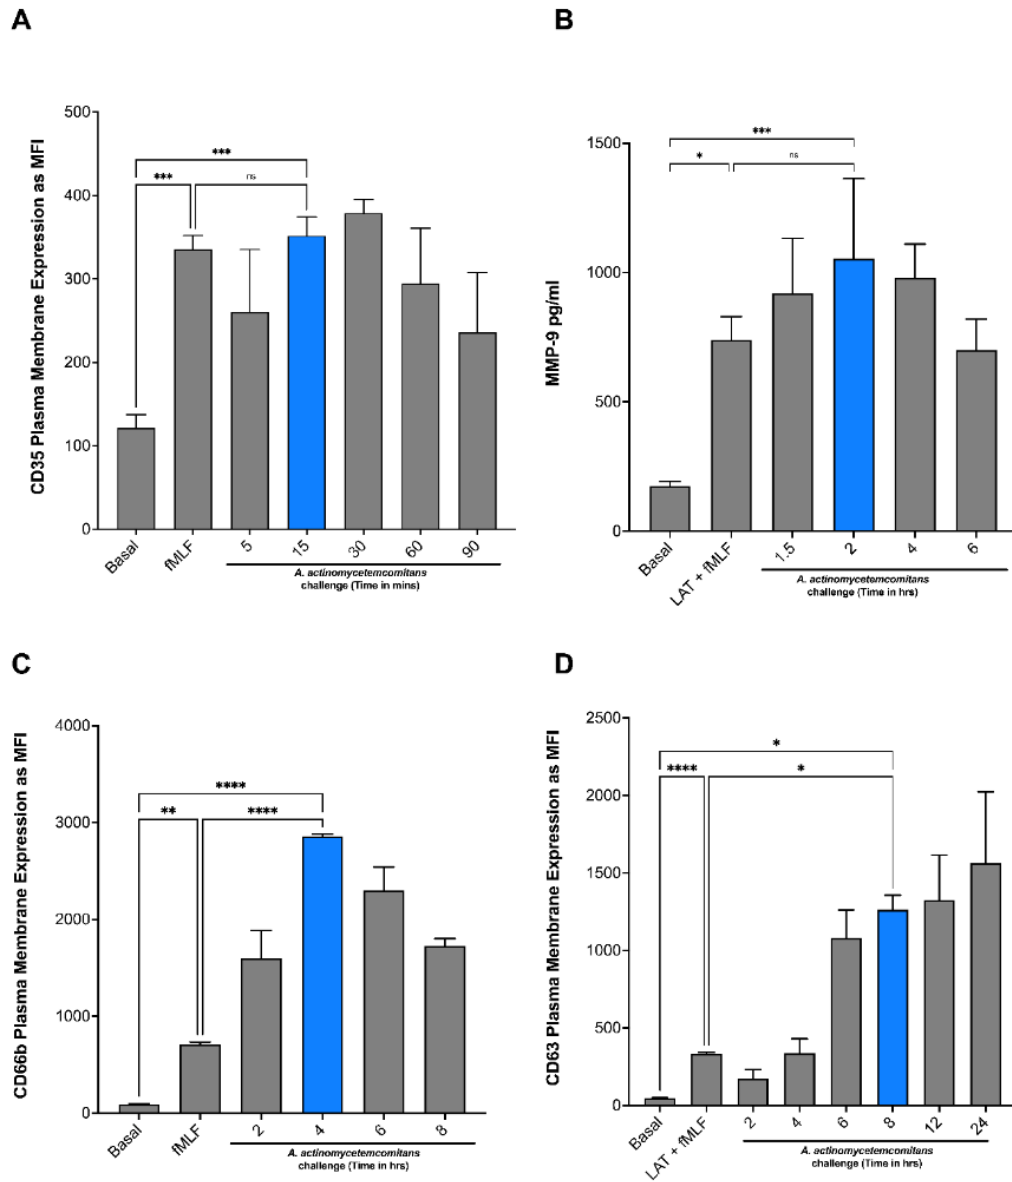 A
CD35 Plasma Membrane Expression as MFI
500
400
300
200
100
0
***
***
ns
Basal
fMLF
5
15
30
60
90
A. actinomycetemcomitans
challenge (Time in mins)
B
MMP-9 pg/ml
1500
1000
500
0
***
*
ns
Basal
LAT + fMLF
1.5
2
4
6
A. actinomycetemcomitans
challenge (Time in hrs)
C
CD66b Plasma Membrane Expression as MFI
4000
3000
2000
1000
0
****
**
****
Basal
fMLF
2
4
6
8
A. actinomycetemcomitans
challenge (Time in hrs)
D
CD63 Plasma Membrane Expression as MFI
2500
2000
1500
1000
500
0
*
****
*
Basal
LAT + fMLF
2
4
6
8
12
24
A. actinomycetemcomitans
challenge (Time in hrs)